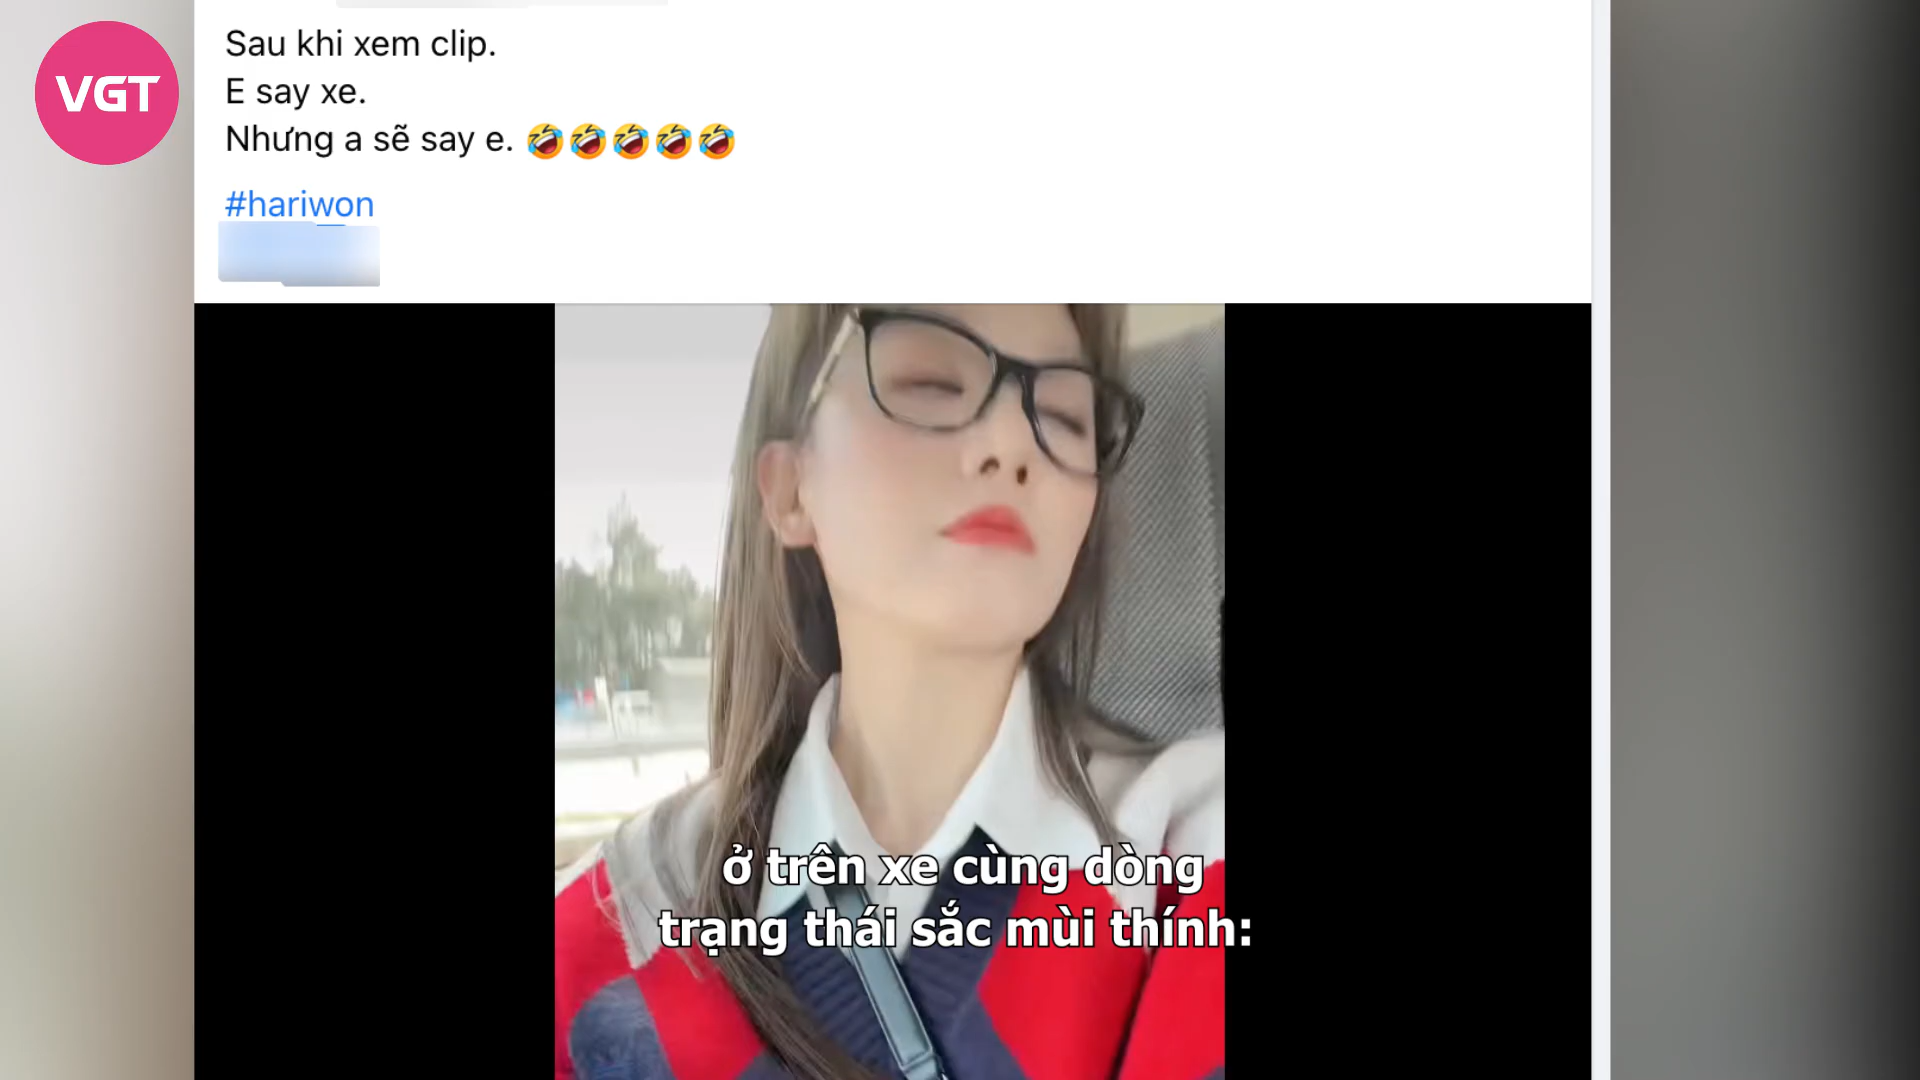 VGT
Sau khi xem clip.
E say xe.
Nhưng a sẽ say e. 🤣🤣🤣🤣🤣
#hariwon
ở trên xe cùng dòng
trạng thái sắc mùi thính: